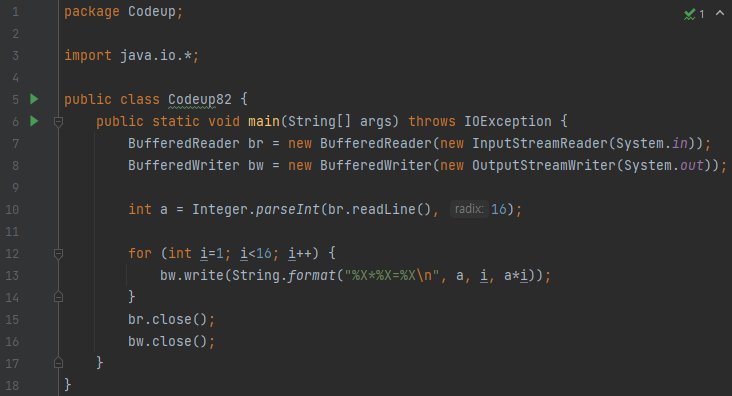 1 package Codeup;
2
3 import java.io.*;
4
5 public class Codeup82 {
6 public static void main(String[] args) throws IOException {
7 BufferedReader br = new BufferedReader(new InputStreamReader(System.in));
8 BufferedWriter bw = new BufferedWriter(new OutputStreamWriter(System.out));
9
10 int a = Integer.parseInt(br.readLine(), radix: 16);
11
12 for (int i=1; i<16; i++) {
13 bw.write(String.format("%X*%X=%X\n", a, i, a*i));
14 }
15 br.close();
16 bw.close();
17 }
18 }
1